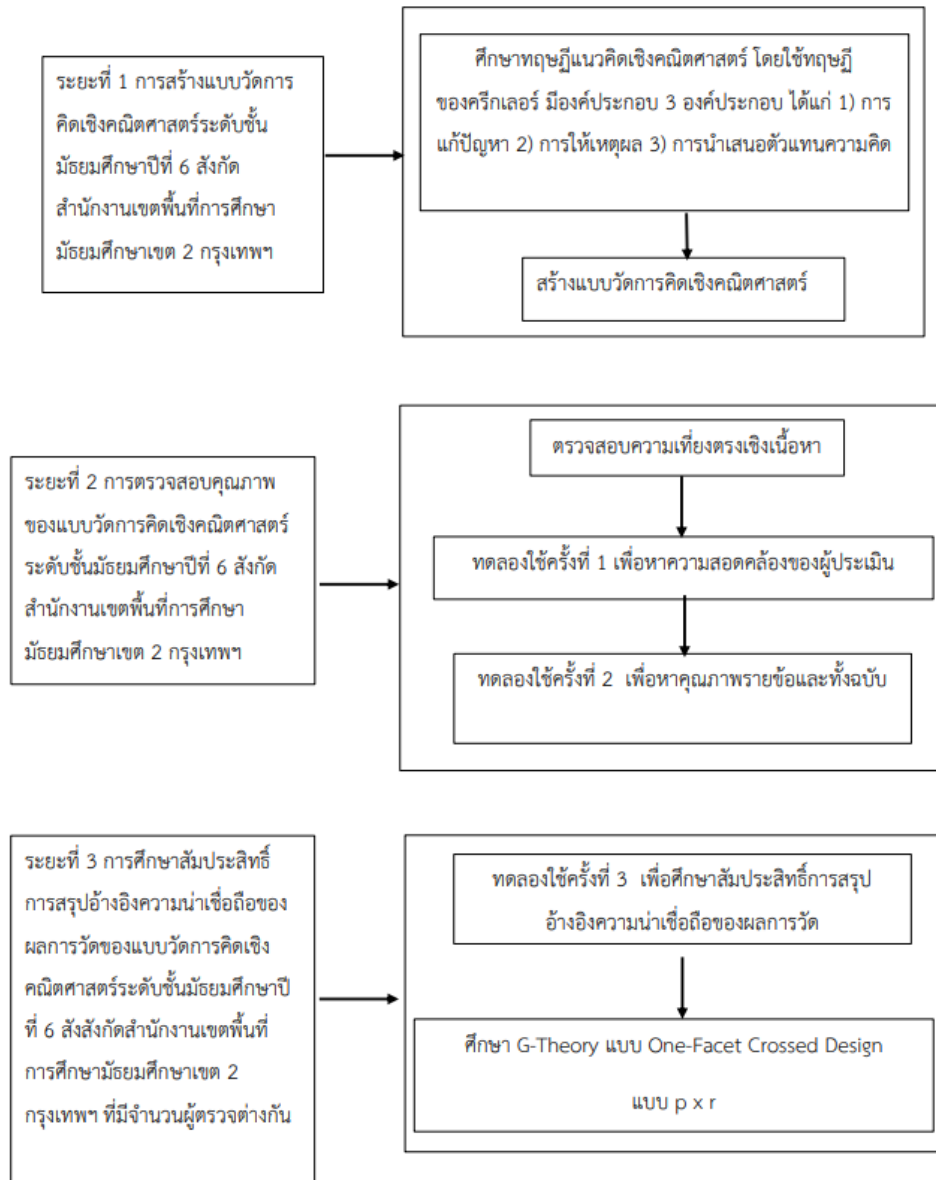 ระยะที่ 1 การสร้างแบบวัดการ
คิดเชิงคณิตศาสตร์ระดับชั้น
มัธยมศึกษาปีที่ 6 สังกัด
สำนักงานเขตพื้นที่การศึกษา
มัธยมศึกษาเขต 2 กรุงเทพฯ
ศึกษาทฤษฏีแนวคิดเชิงคณิตศาสตร์ โดยใช้ทฤษฏี
ของครีกเลอร์ มีองค์ประกอบ 3 องค์ประกอบ ได้แก่ 1) การ
แก้ปัญหา 2) การให้เหตุผล 3) การนำเสนอตัวแทนความคิด
สร้างแบบวัดการคิดเชิงคณิตศาสตร์
ระยะที่ 2 การตรวจสอบคุณภาพ
ของแบบวัดการคิดเชิงคณิตศาสตร์
ระดับชั้นมัธยมศึกษาปีที่ 6 สังกัด
สำนักงานเขตพื้นที่การศึกษา
มัธยมศึกษาเขต 2 กรุงเทพฯ
ตรวจสอบความเที่ยงตรงเชิงเนื้อหา
ทดลองใช้ครั้งที่ 1 เพื่อหาความสอดคล้องของผู้ประเมิน
ทดลองใช้ครั้งที่ 2 เพื่อหาคุณภาพรายข้อและทั้งฉบับ
ระยะที่ 3 การศึกษาสัมประสิทธิ์
การสรุปอ้างอิงความน่าเชื่อถือของ
ผลการวัดของแบบวัดการคิดเชิง
คณิตศาสตร์ระดับชั้นมัธยมศึกษาปี
ที่ 6 สังสังกัดสำนักงานเขตพื้นที่
การศึกษามัธยมศึกษาเขต 2
กรุงเทพฯ ที่มีจำนวนผู้ตรวจต่างกัน
ทดลองใช้ครั้งที่ 3 เพื่อศึกษาสัมประสิทธิ์การสรุป
อ้างอิงความน่าเชื่อถือของผลการวัด
ศึกษา G-Theory แบบ One-Facet Crossed Design
แบบ p x r